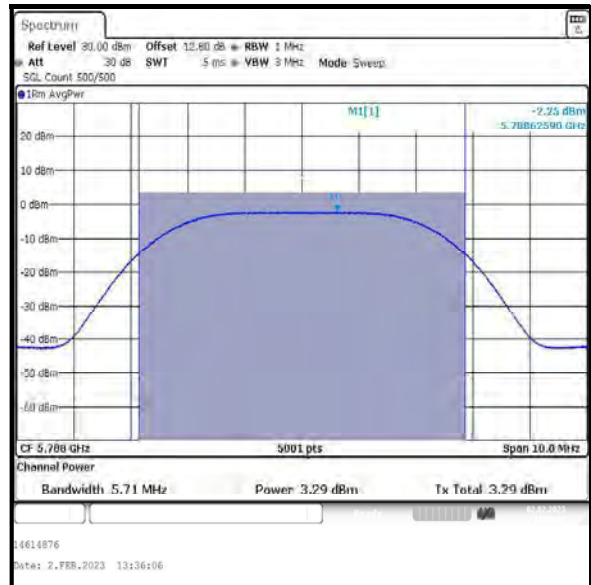 Spectrum
Ref Level 30.00 dBm Offset 12.60 dB RBW 1 MHz
Att 30 dB SWT 5 ms VBW 3 MHz Mode Sweep
SGL Count 500/500
1Rm AvgPwr
M1[1] -2.25 dBm
5.78862590 GHz
20 dBm
10 dBm
0 dBm
M1
-10 dBm
-20 dBm
-30 dBm
-40 dBm
-50 dBm
-60 dBm
CF 5.788 GHz 5001 pts Span 10.0 MHz
Channel Power
Bandwidth 5.71 MHz Power 3.29 dBm Tx Total 3.29 dBm
14614876
Date: 2.FEB.2023 13:36:06